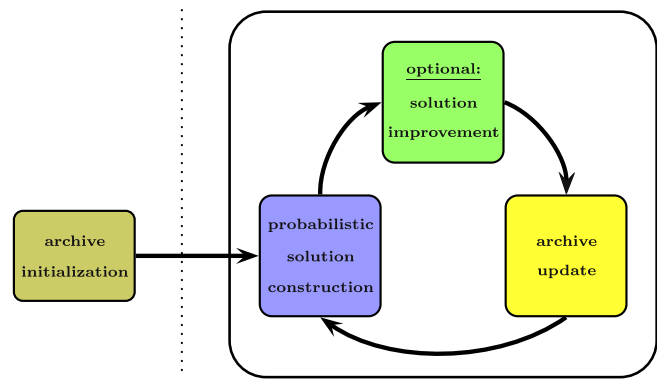 optional:
solution
improvement
archive
initialization
probabilistic
solution
construction
archive
update